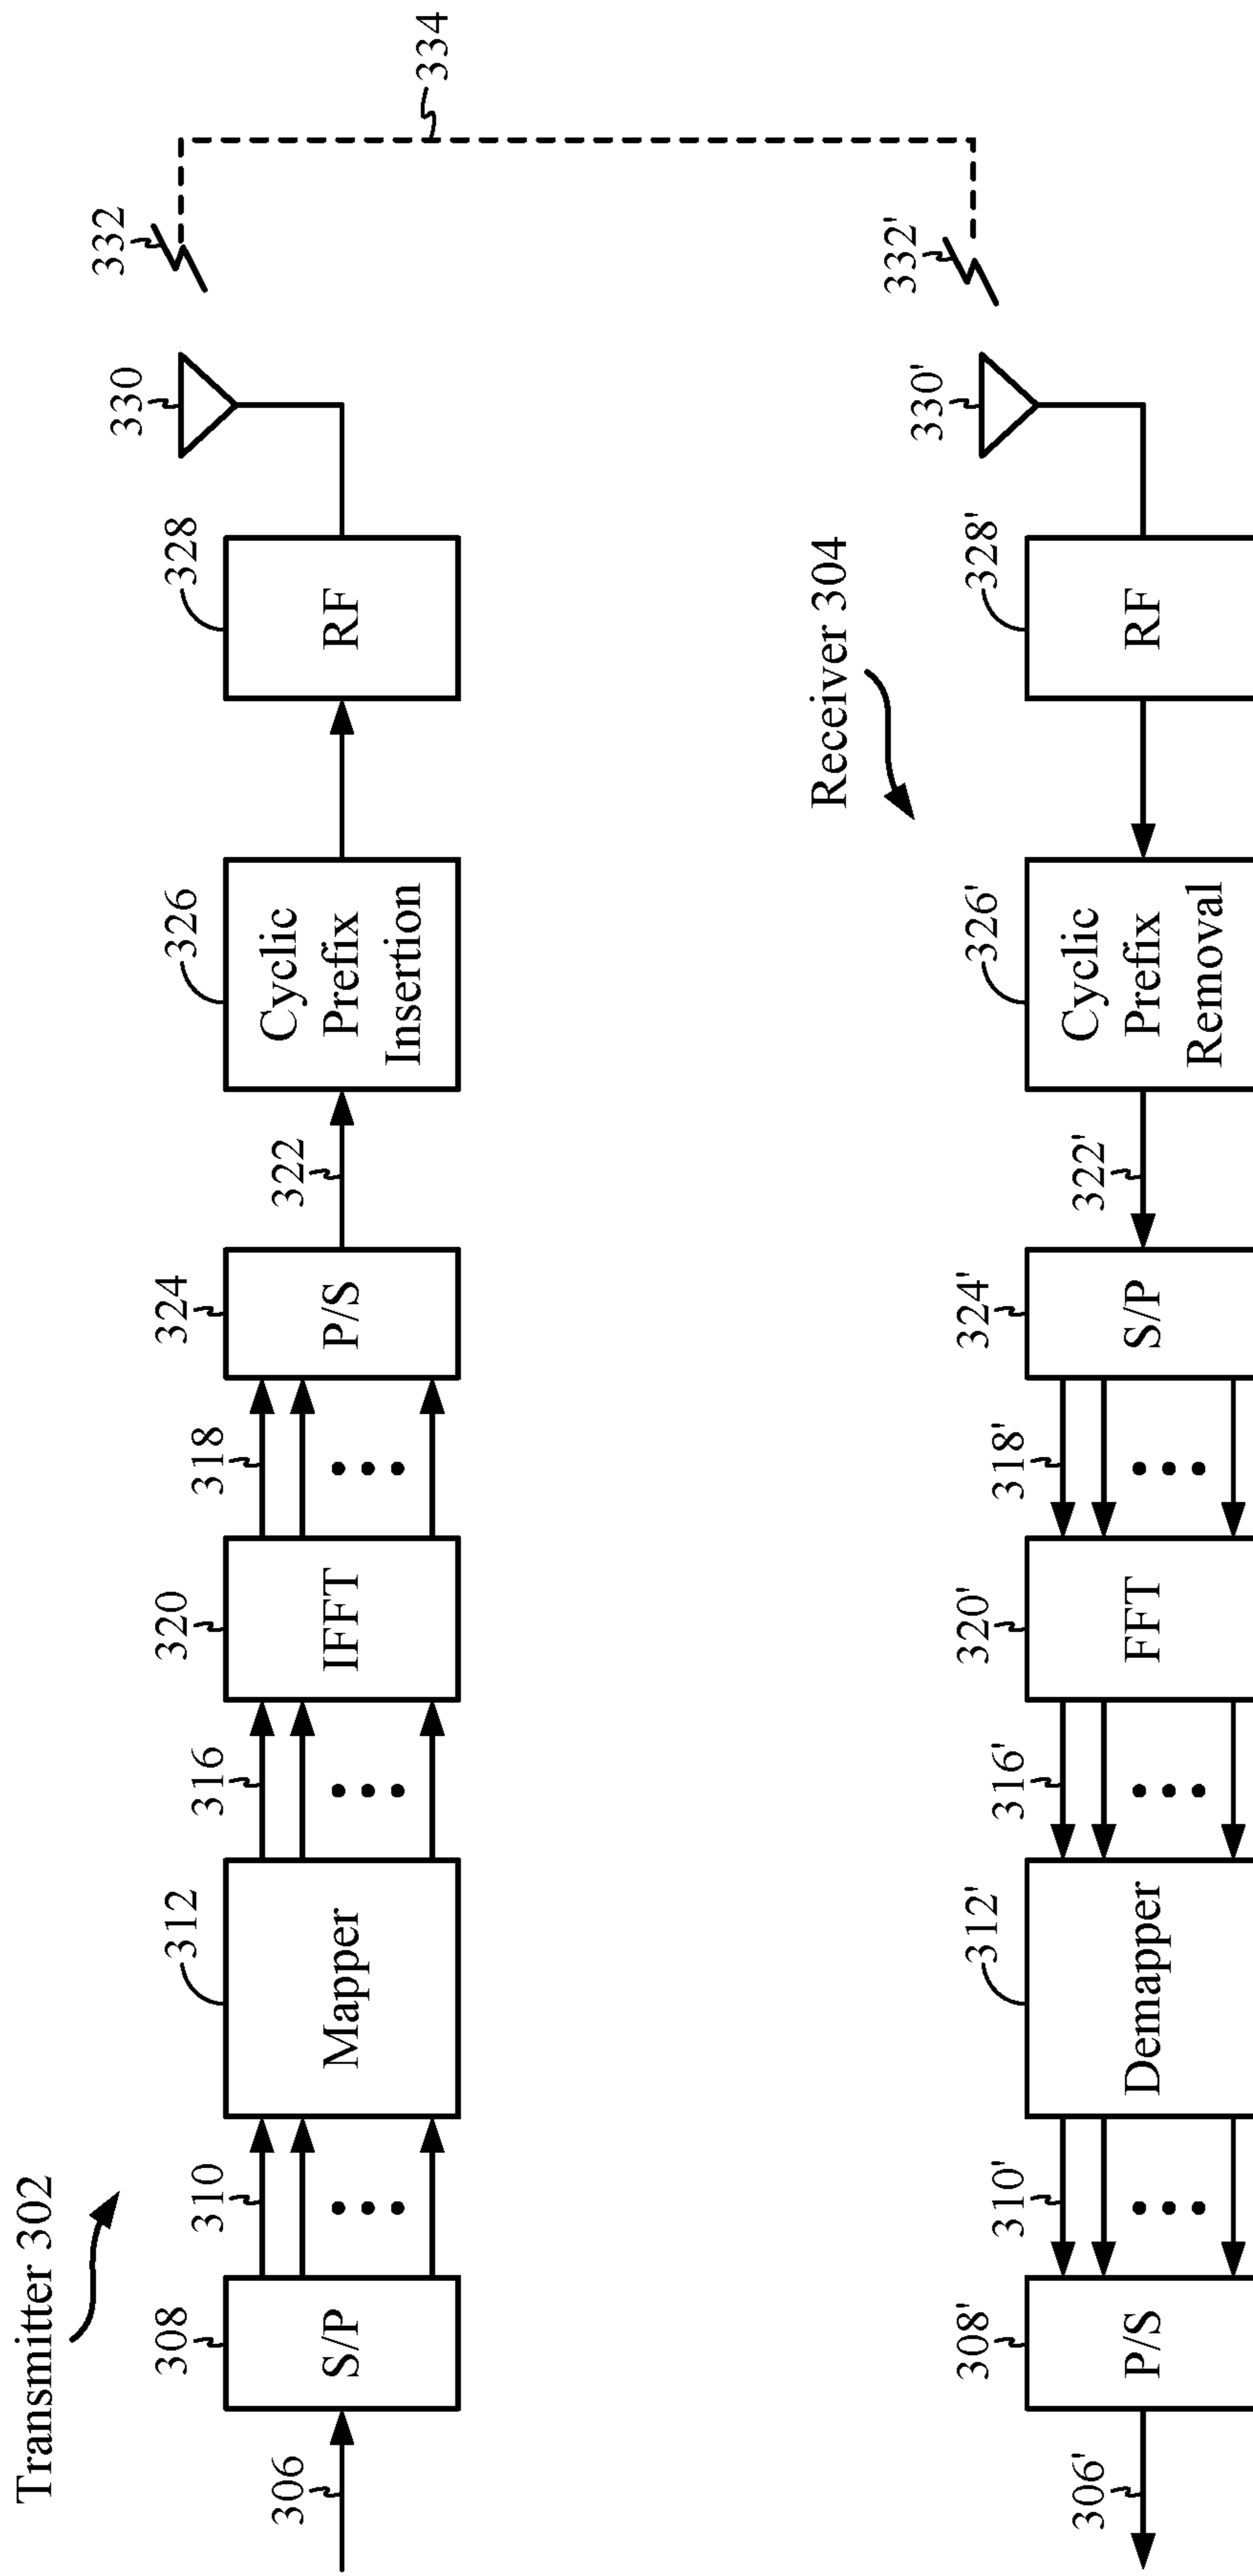 Transmitter 302
306
308
S/P
310
312
Mapper
316
320
IFFT
318
324
P/S
322
326
Cyclic
Prefix
Insertion
328
RF
330
332
334
Receiver 304
306'
308'
P/S
310'
312'
Demapper
316'
320'
FFT
318'
324'
S/P
322'
326'
Cyclic
Prefix
Removal
328'
RF
330'
332'